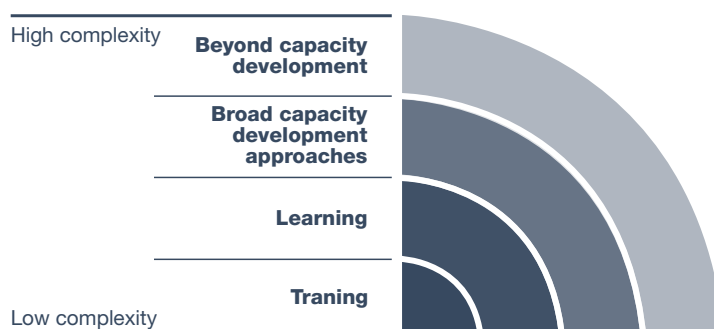 High complexity
Beyond capacity
development
Broad capacity
development
approaches
Learning
Traning
Low complexity